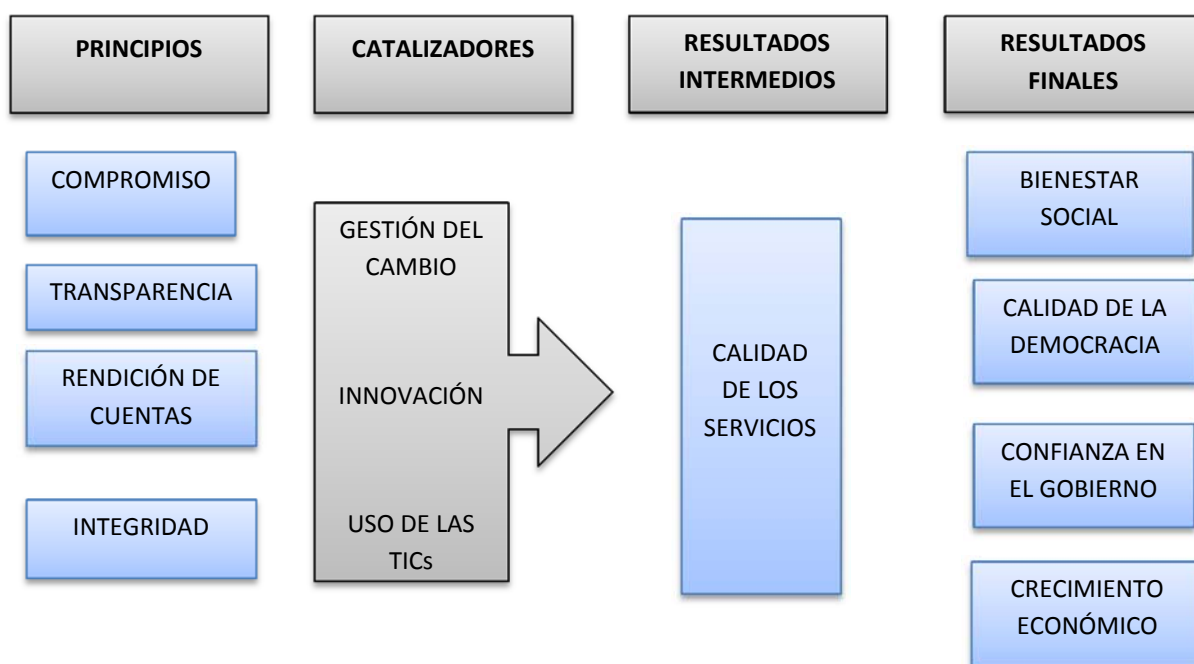 PRINCIPIOS
CATALIZADORES
RESULTADOS
INTERMEDIOS
RESULTADOS
FINALES
COMPROMISO
TRANSPARENCIA
RENDICIÓN DE
CUENTAS
INTEGRIDAD
GESTIÓN DEL
CAMBIO
INNOVACIÓN
USO DE LAS
TICs
CALIDAD
DE LOS
SERVICIOS
BIENESTAR
SOCIAL
CALIDAD DE LA
DEMOCRACIA
CONFIANZA EN
EL GOBIERNO
CRECIMIENTO
ECONÓMICO